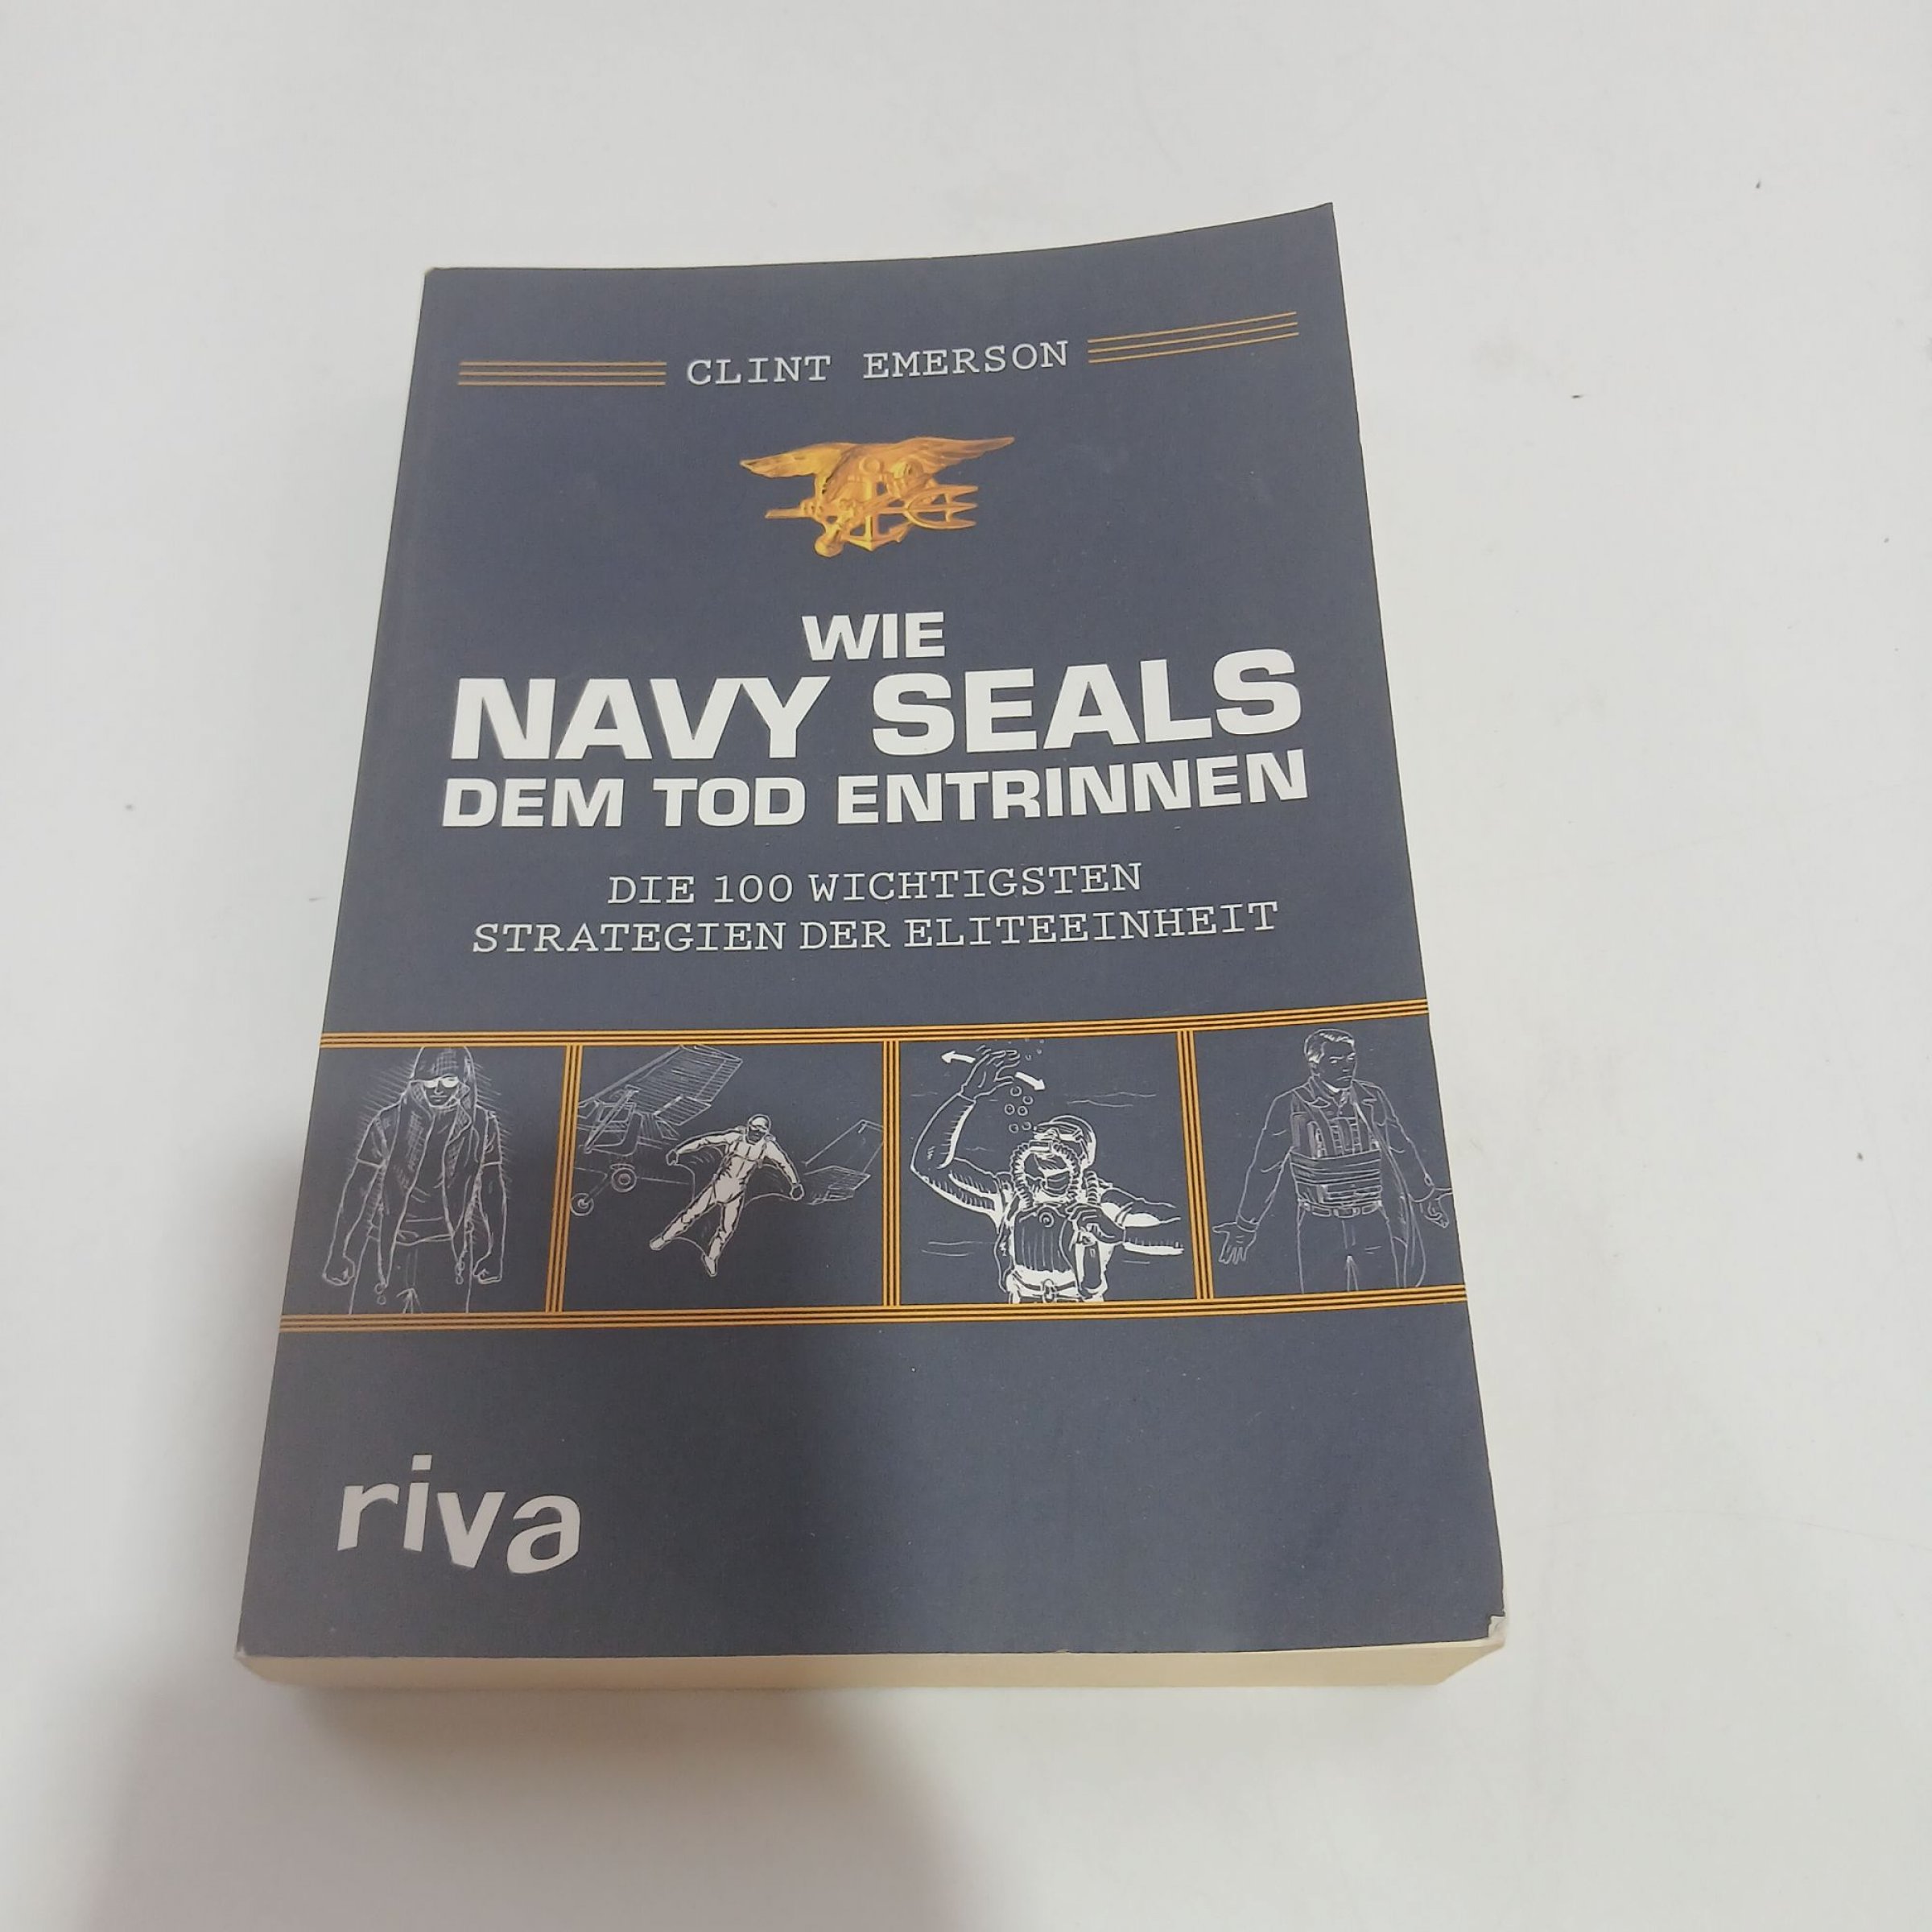 CLINT EMERSON
WIE
NAVY SEALS
DEM TOD ENTRINNEN
DIE 100 WICHTIGSTEN
STRATEGIEN DER ELITEEINHEIT
riva